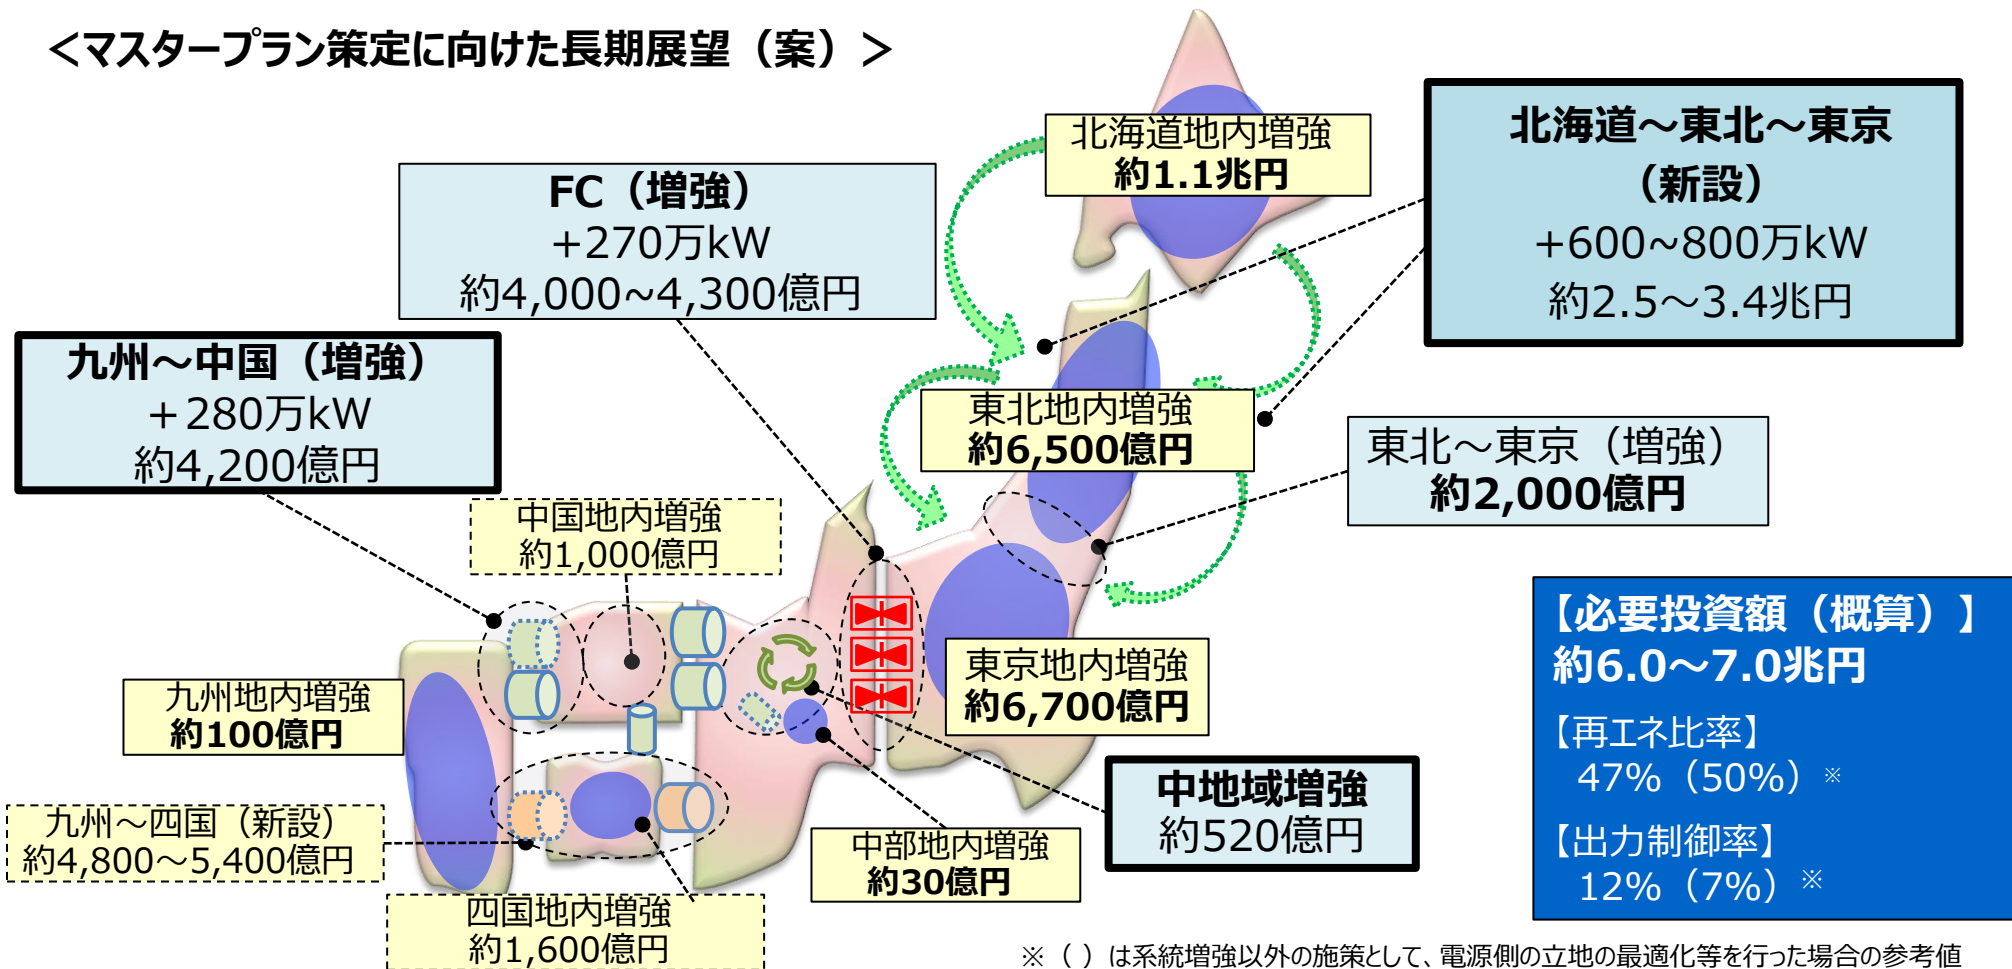 ＜マスタープラン策定に向けた長期展望（案）＞
北海道地内増強
約1.1兆円
北海道～東北～東京
（新設）
+600~800万kW
約2.5～3.4兆円
FC（増強）
+270万kW
約4,000~4,300億円
九州～中国（増強）
＋280万kW
約4,200億円
東北地内増強
約6,500億円
東北～東京（増強）
約2,000億円
中国地内増強
約1,000億円
九州地内増強
約100億円
東京地内増強
約6,700億円
中地域増強
約520億円
中部地内増強
約30億円
九州～四国（新設）
約4,800～5,400億円
四国地内増強
約1,600億円
【必要投資額（概算）】
約6.0～7.0兆円
【再エネ比率】
47%（50%）※
【出力制御率】
12%（7%）※
※（ ）は系統増強以外の施策として、電源側の立地の最適化等を行った場合の参考値